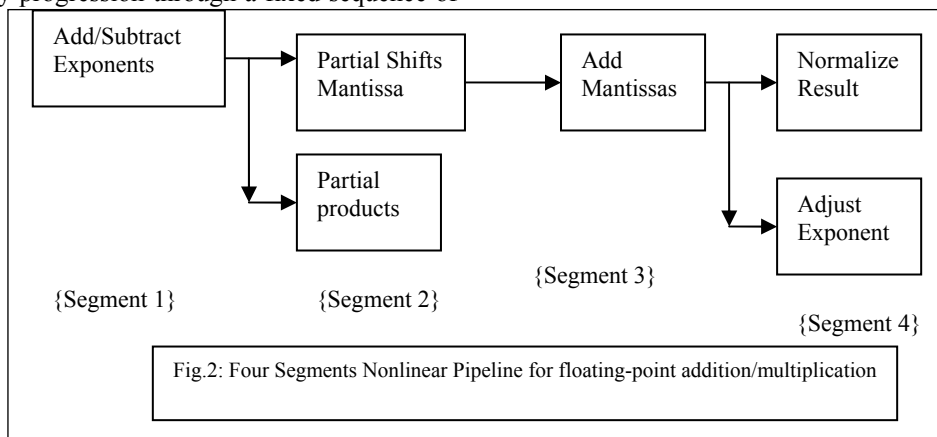 y progression through a fixed sequence of
Add/Subtract
Exponents
Partial Shifts
Mantissa
Add
Mantissas
Normalize
Result
Partial
products
Adjust
Exponent
{Segment 1}
{Segment 2}
{Segment 3}
{Segment 4}
Fig.2: Four Segments Nonlinear Pipeline for floating-point addition/multiplication